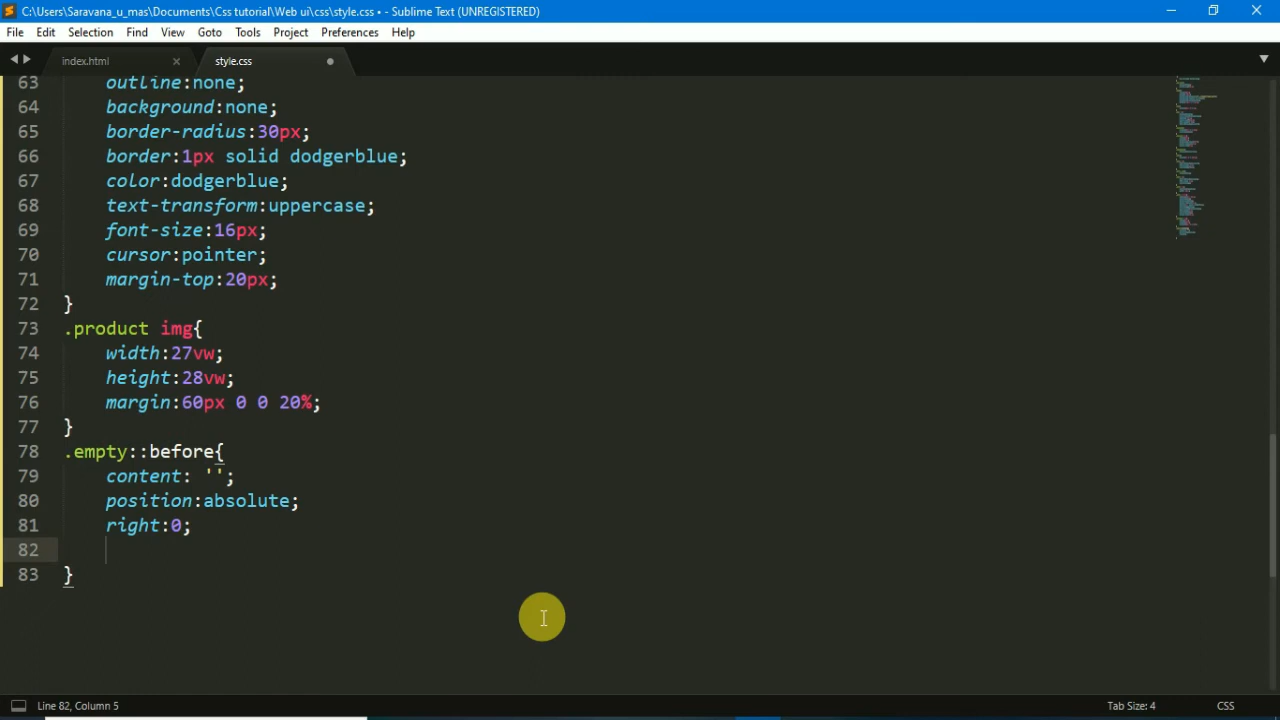 C:\Users\Saravana_u_mas\Documents\Css tutorial\Web ui\css\style.css • - Sublime Text (UNREGISTERED)
File Edit Selection Find View Goto Tools Project Preferences Help
index.html style.css
63 outline:none;
64 background:none;
65 border-radius:30px;
66 border:1px solid dodgerblue;
67 color:dodgerblue;
68 text-transform:uppercase;
69 font-size:16px;
70 cursor:pointer;
71 margin-top:20px;
72 }
73 .product img{
74 width:27vw;
75 height:28vw;
76 margin:60px 0 0 20%;
77 }
78 .empty::before{
79 content: '';
80 position:absolute;
81 right:0;
82
83 }
Line 82, Column 5 Tab Size: 4 CSS